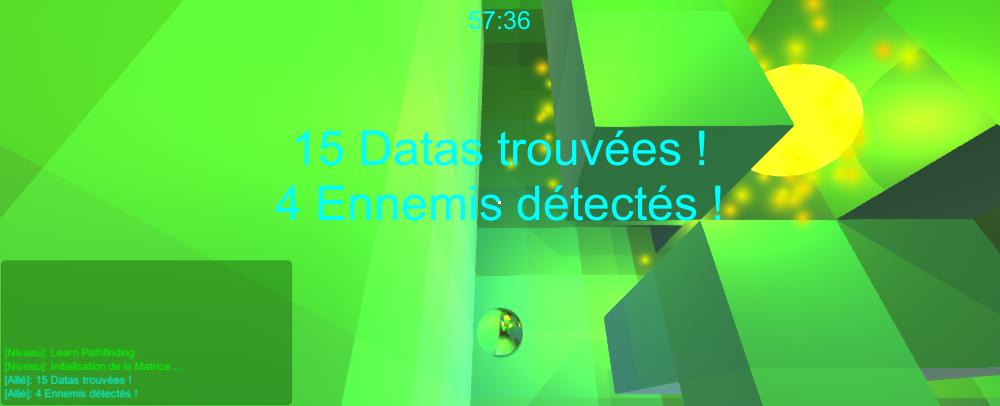 57:36
15 Datas trouvées !
4 Ennemis détectés !
[Niveau]: Learn Pathfinding
[Niveau]: Initialisation de la Matrice ...
[Allié]: 15 Datas trouvées !
[Allié]: 4 Ennemis détectés !